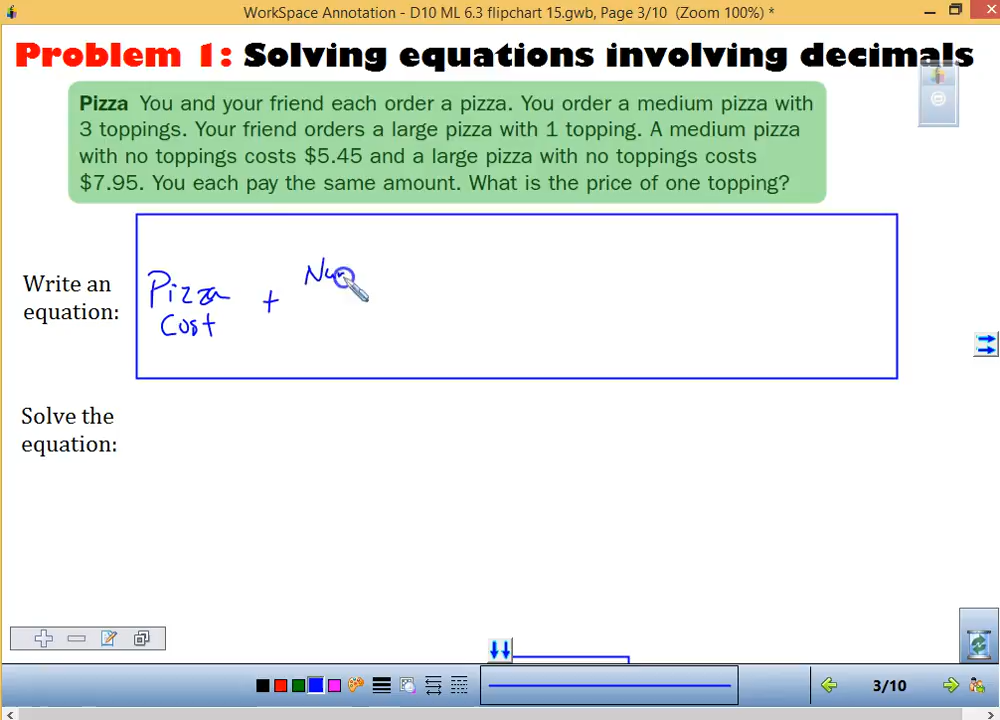 WorkSpace Annotation - D10 ML 6.3 flipchart 15.gwb, Page 3/10 (Zoom 100%) *
Problem 1: Solving equations involving decimals
Pizza You and your friend each order a pizza. You order a medium pizza with
3 toppings. Your friend orders a large pizza with 1 topping. A medium pizza
with no toppings costs $5.45 and a large pizza with no toppings costs
$7.95. You each pay the same amount. What is the price of one topping?
Write an
equation:
Pizza + Num
Cost
Solve the
equation:
3/10